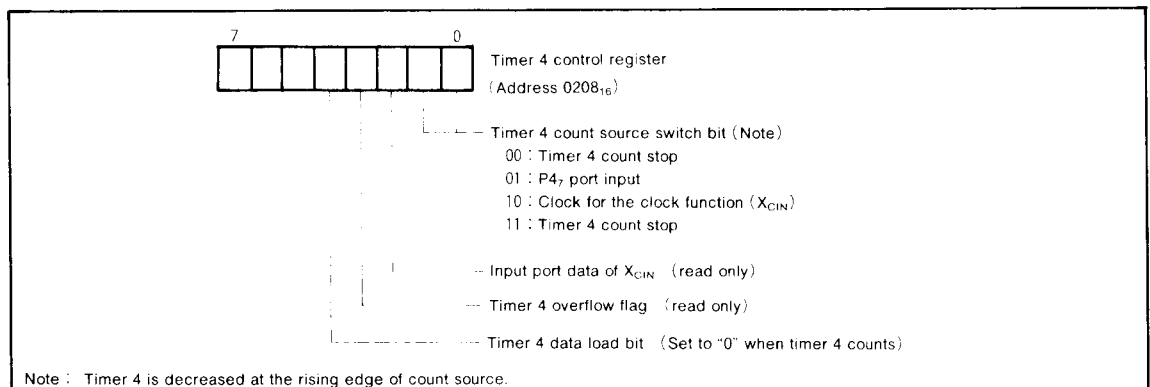 7 0
Timer 4 control register
(Address 0208₁₆)
Timer 4 count source switch bit (Note)
00 : Timer 4 count stop
01 : P4₇ port input
10 : Clock for the clock function (X_CIN)
11 : Timer 4 count stop
Input port data of X_CIN (read only)
Timer 4 overflow flag (read only)
Timer 4 data load bit (Set to "0" when timer 4 counts)
Note : Timer 4 is decreased at the rising edge of count source.